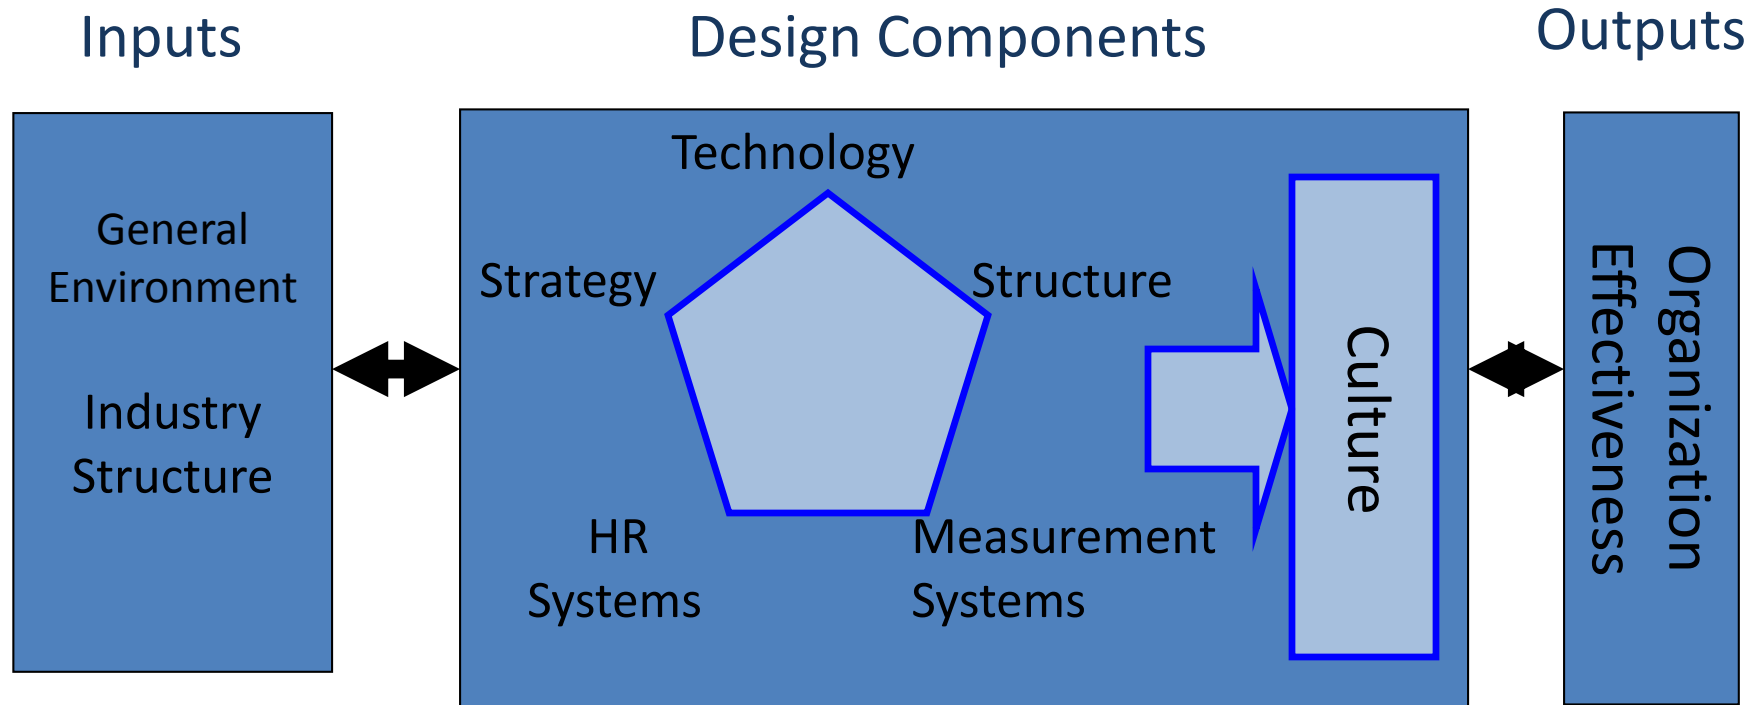 Inputs
Design Components
Outputs
General
Environment
Industry
Structure
Technology
Strategy
Structure
HR
Systems
Measurement
Systems
Culture
Organization
Effectiveness